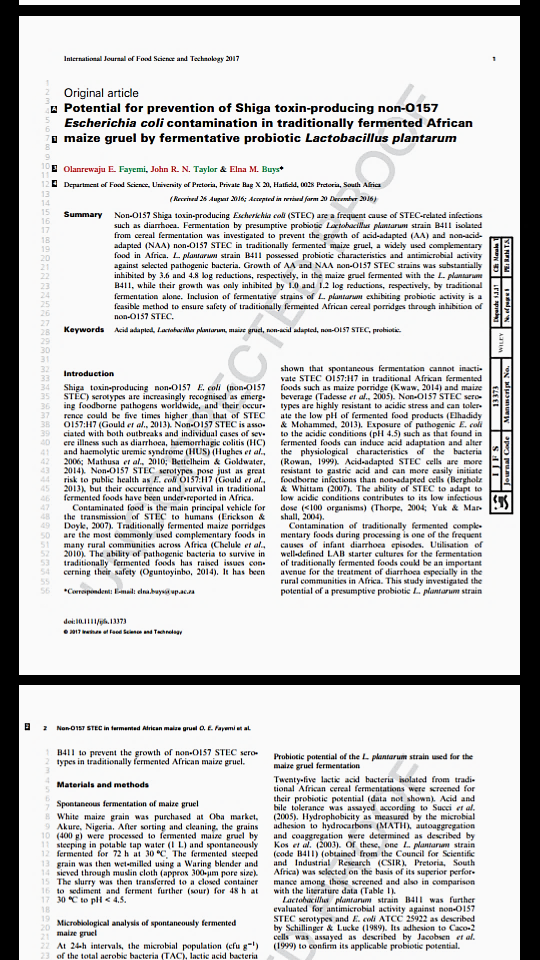 International Journal of Food Science and Technology 2017
1
Original article
Potential for prevention of Shiga toxin-producing non-O157
Escherichia coli contamination in traditionally fermented African
maize gruel by fermentative probiotic Lactobacillus plantarum
Olanrewaju E. Fayemi, John R. N. Taylor & Elna M. Buys*
Department of Food Science, University of Pretoria, Private Bag X 20, Hatfield, 0028 Pretoria, South Africa
(Received 26 August 2016; Accepted in revised form 20 December 2016)
Summary
Non-O157 Shiga toxin-producing Escherichia coli (STEC) are a frequent cause of STEC-related infections
such as diarrhoea. Fermentation by presumptive probiotic Lactobacillus plantarum strain B411 isolated
from cereal fermentation was investigated to prevent the growth of acid-adapted (AA) and non-acid-
adapted (NAA) non-O157 STEC in traditionally fermented maize gruel, a widely used complementary
food in Africa. L. plantarum strain B411 possessed probiotic characteristics and antimicrobial activity
against selected pathogenic bacteria. Growth of AA and NAA non-O157 STEC strains was substantially
inhibited by 3.6 and 4.8 log reductions, respectively, in the maize gruel fermented with the L. plantarum
B411, while their growth was only inhibited by 1.0 and 1.2 log reductions, respectively, by traditional
fermentation alone. Inclusion of fermentative strains of L. plantarum exhibiting probiotic activity is a
feasible method to ensure safety of traditionally fermented African cereal porridges through inhibition of
non-O157 STEC.
Keywords
Acid adapted, Lactobacillus plantarum, maize gruel, non-acid adapted, non-O157 STEC, probiotic.
Introduction
Shiga toxin-producing non-O157 E. coli (non-O157
STEC) serotypes are increasingly recognised as emerg-
ing foodborne pathogens worldwide, and their occur-
rence could be five times higher than that of STEC
O157:H7 (Gould et al., 2013). Non-O157 STEC is asso-
ciated with both outbreaks and individual cases of sev-
ere illness such as diarrhoea, haemorrhagic colitis (HC)
and haemolytic uremic syndrome (HUS) (Hughes et al.,
2006; Mathusa et al., 2010; Bettelheim & Goldwater,
2014). Non-O157 STEC serotypes pose just as great
risk to public health as E. coli O157:H7 (Gould et al.,
2013), but their occurrence and survival in traditional
fermented foods have been under-reported in Africa.
Contaminated food is the main principal vehicle for
the transmission of STEC to humans (Erickson &
Doyle, 2007). Traditionally fermented maize porridges
are the most commonly used complementary foods in
many rural communities across Africa (Chelule et al.,
2010). The ability of pathogenic bacteria to survive in
traditionally fermented foods has raised issues con-
cerning their safety (Oguntoyinbo, 2014). It has been
*Correspondent: E-mail: elna.buys@up.ac.za
shown that spontaneous fermentation cannot inacti-
vate STEC O157:H7 in traditional African fermented
foods such as maize porridge (Kwaw, 2014) and maize
beverage (Tadesse et al., 2005). Non-O157 STEC sero-
types are highly resistant to acidic stress and can toler-
ate the low pH of fermented food products (Elhadidy
& Mohammed, 2013). Exposure of pathogenic E. coli
to the acidic conditions (pH 4.5) such as that found in
fermented foods can induce acid adaptation and alter
the physiological characteristics of the bacteria
(Rowan, 1999). Acid-adapted STEC cells are more
resistant to gastric acid and can more easily initiate
foodborne infections than non-adapted cells (Bergholz
& Whittam (2007). The ability of STEC to adapt to
low acidic conditions contributes to its low infectious
dose (<100 organisms) (Thorpe, 2004; Yuk & Mar-
shall, 2004).
Contamination of traditionally fermented comple-
mentary foods during processing is one of the frequent
causes of infant diarrhoea episodes. Utilisation of
well-defined LAB starter cultures for the fermentation
of traditionally fermented foods could be an important
avenue for the treatment of diarrhoea especially in the
rural communities in Africa. This study investigated the
potential of a presumptive probiotic L. plantarum strain
doi:10.1111/ijfs.13373
© 2017 Institute of Food Science and Technology
UNCORRECTED PROOF
IJFS
13373
WILEY
Journal Code
Manuscript No.
2 Non-O157 STEC in fermented African maize gruel O. E. Fayemi et al.
B411 to prevent the growth of non-O157 STEC sero-
types in traditionally fermented African maize gruel.
Materials and methods
Spontaneous fermentation of maize gruel
White maize grain was purchased at Oba market,
Akure, Nigeria. After sorting and cleaning, the grains
(400 g) were processed to fermented maize gruel by
steeping in potable tap water (1 L) and spontaneously
fermented for 72 h at 30 °C. The fermented steeped
grain was then wet-milled using a Waring blender and
sieved through muslin cloth (approx 300-µm pore size).
The slurry was then transferred to a closed container
to sediment and ferment further (sour) for 48 h at
30 °C to pH < 4.5.
Microbiological analysis of spontaneously fermented
maize gruel
At 24-h intervals, the microbial population (cfu g⁻¹)
of the total aerobic bacteria (TAC), lactic acid bacteria
Probiotic potential of the L. plantarum strain used for the
maize gruel fermentation
Twenty-five lactic acid bacteria isolated from tradi-
tional African cereal fermentations were screened for
their probiotic potential (data not shown). Acid and
bile tolerance was assayed according to Succi et al.
(2005). Hydrophobicity as measured by the microbial
adhesion to hydrocarbons (MATH), autoaggregation
and coaggregation were determined as described by
Kos et al. (2003). Of these, one L. plantarum strain
(code B411) (obtained from the Council for Scientific
and Industrial Research (CSIR), Pretoria, South
Africa) was selected on the basis of its superior perfor-
mance among those screened and also in comparison
with the literature data (Table 1).
Lactobacillus plantarum strain B411 was further
evaluated for antimicrobial activity against non-O157
STEC serotypes and E. coli ATCC 25922 as described
by Schillinger & Lucke (1989). Its adhesion to Caco-2
cells was assayed as described by Jacobsen et al.
(1999) to confirm its applicable probiotic potential.